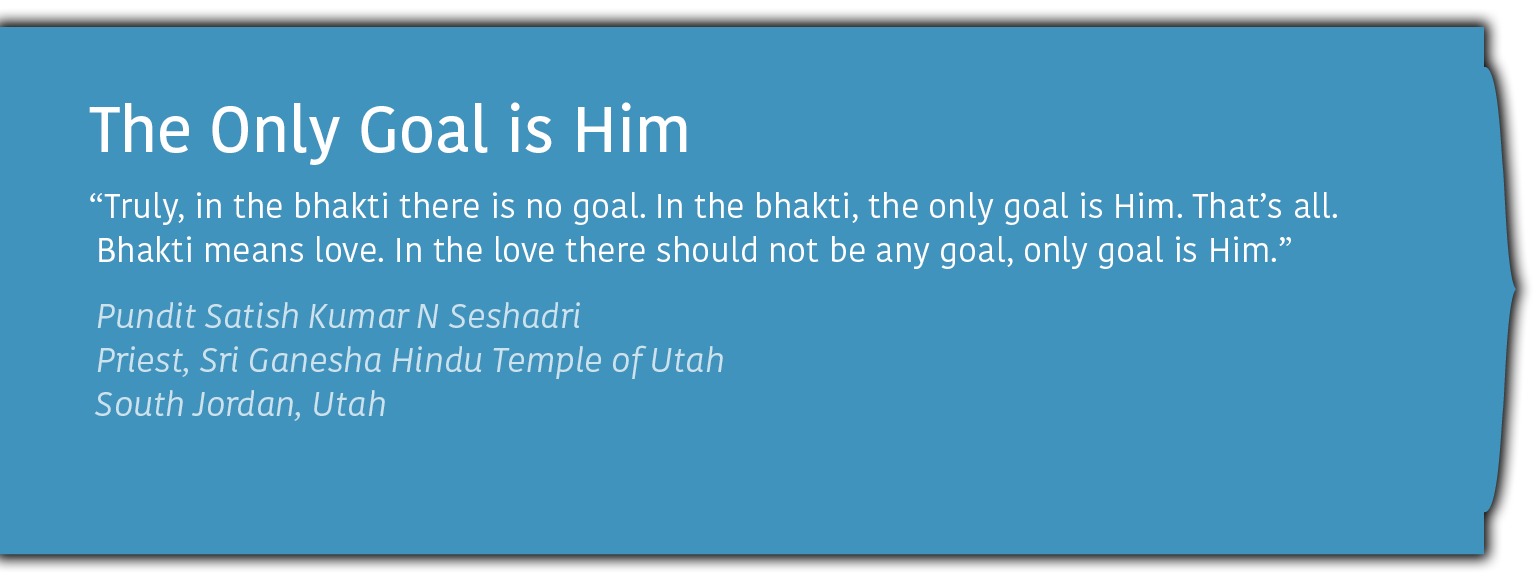 The Only Goal is Him
“Truly, in the bhakti there is no goal. In the bhakti, the only goal is Him. That’s all.
Bhakti means love. In the love there should not be any goal, only goal is Him.”
Pundit Satish Kumar N Seshadri
Priest, Sri Ganesha Hindu Temple of Utah
South Jordan, Utah